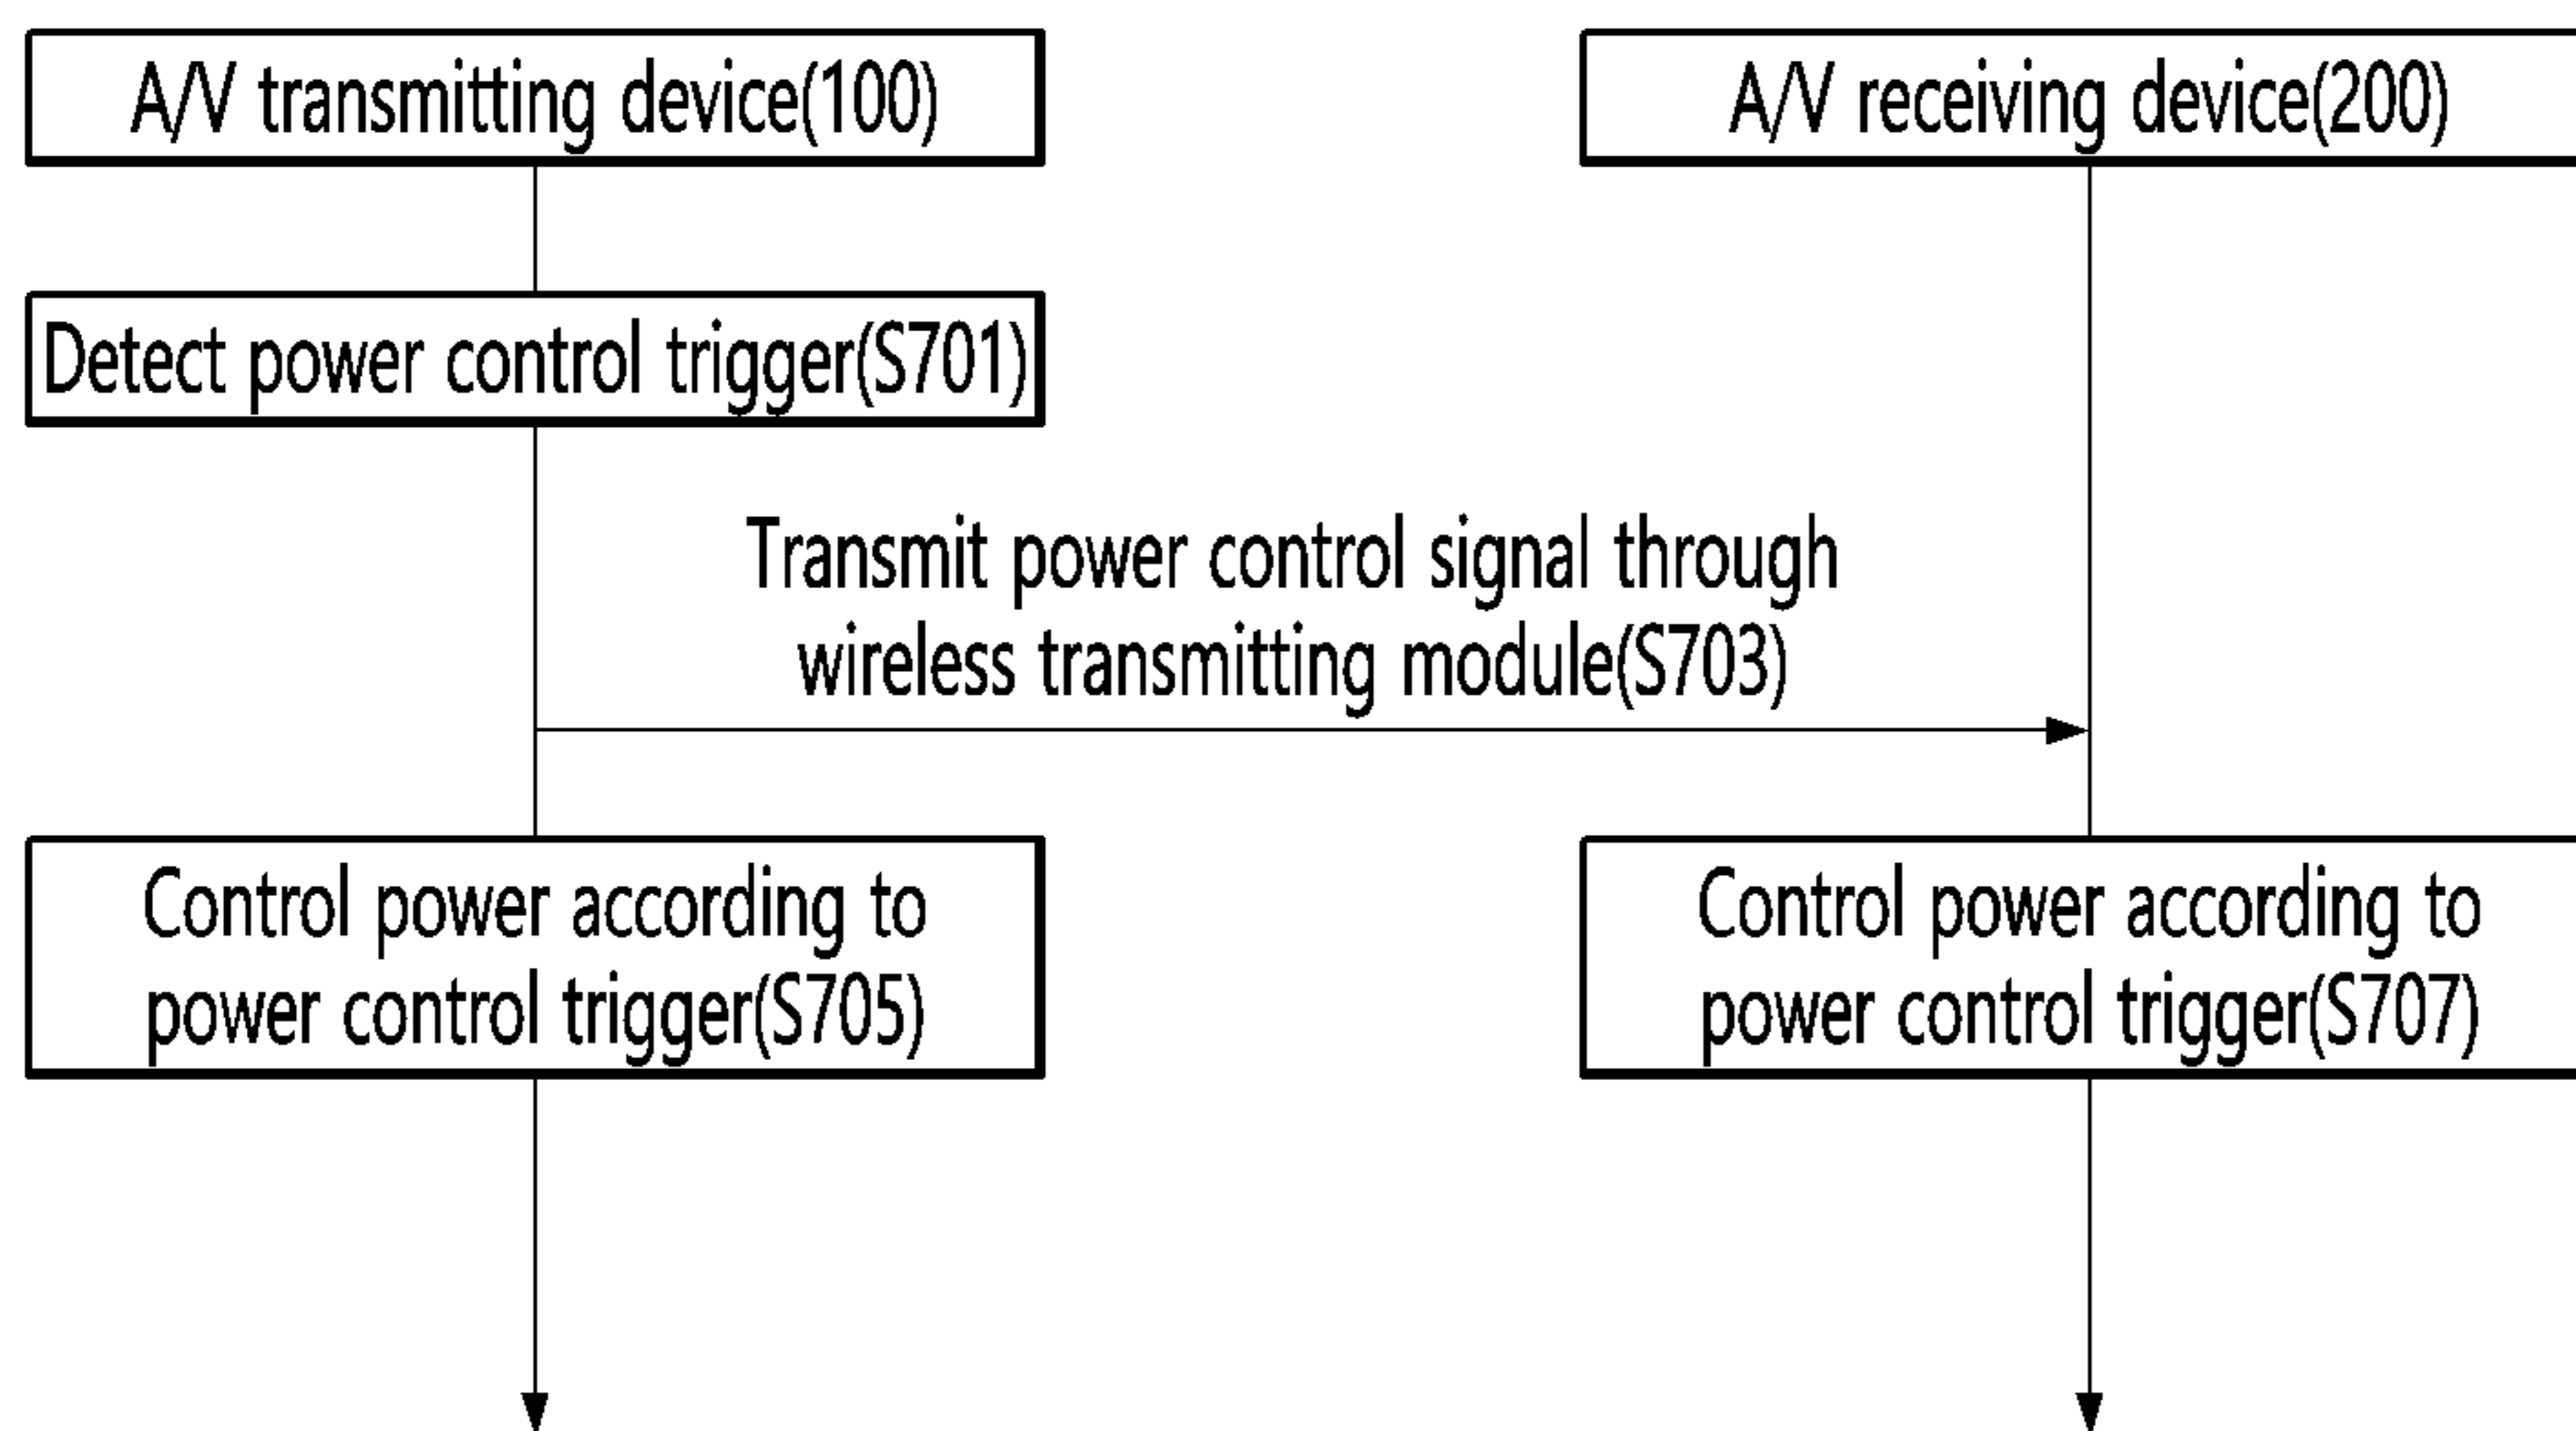 A/V transmitting device(100)
A/V receiving device(200)
Detect power control trigger(S701)
Transmit power control signal through
wireless transmitting module(S703)
Control power according to
power control trigger(S705)
Control power according to
power control trigger(S707)